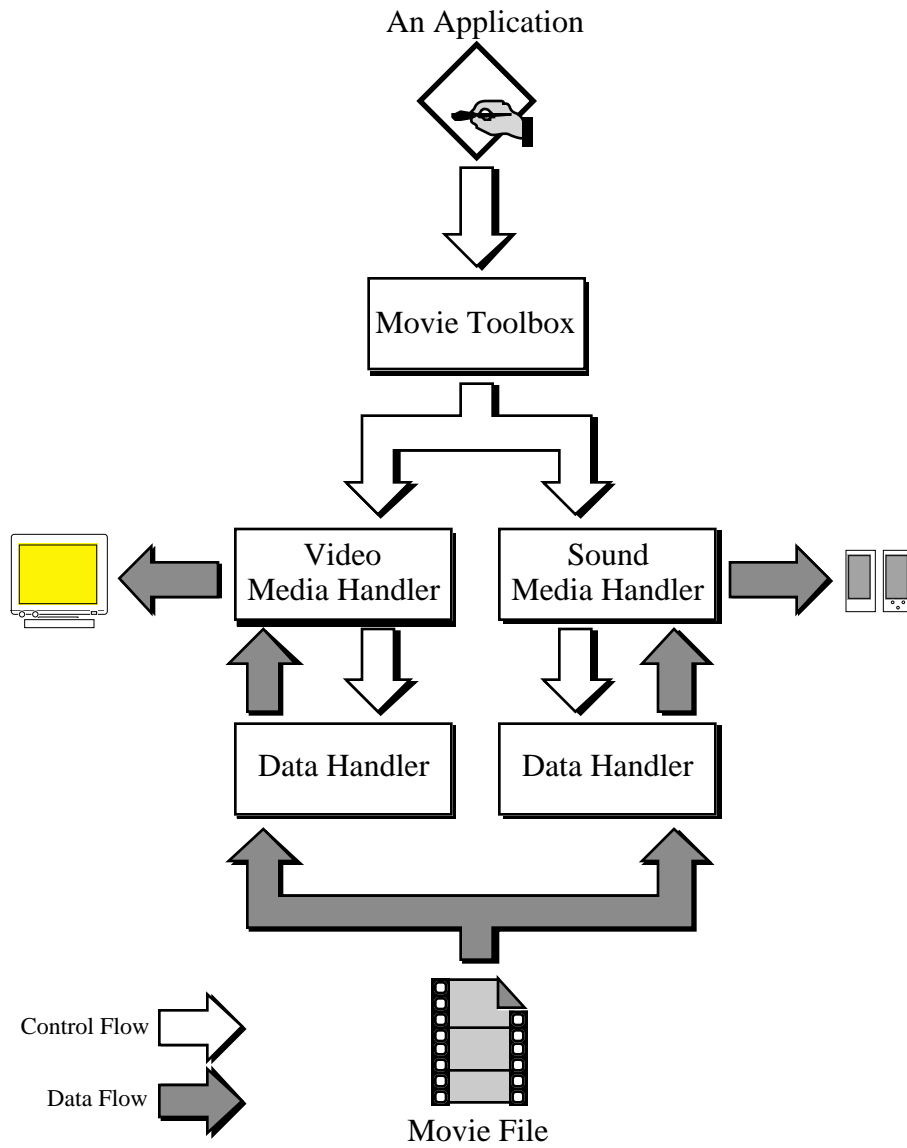 An Application
Movie Toolbox
Video
Media Handler
Sound
Media Handler
Data Handler
Data Handler
Control Flow
Data Flow
Movie File